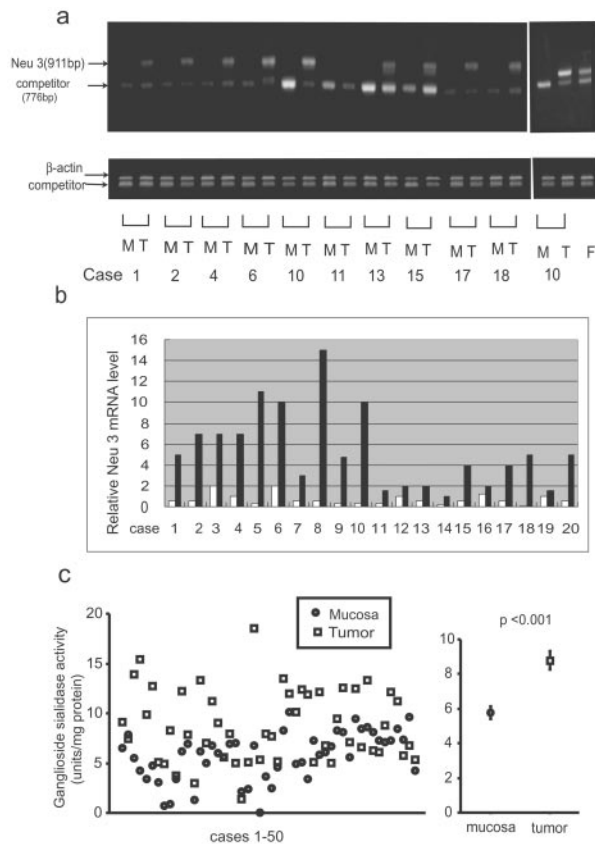 a
Neu 3(911bp)
competitor
(776bp)
β-actin
competitor
M T M T M T M T M T M T M T M T M T M T M T F
Case 1 2 4 6 10 11 13 15 17 18 10
b
Relative Neu 3 mRNA level
16
14
12
10
8
6
4
2
0
case 1 2 3 4 5 6 7 8 9 10 11 12 13 14 15 16 17 18 19 20
c
Ganglioside sialidase activity
(units/mg protein)
20
15
10
5
0
Mucosa
Tumor
cases 1-50
p <0.001
10
8
6
4
2
0
mucosa tumor